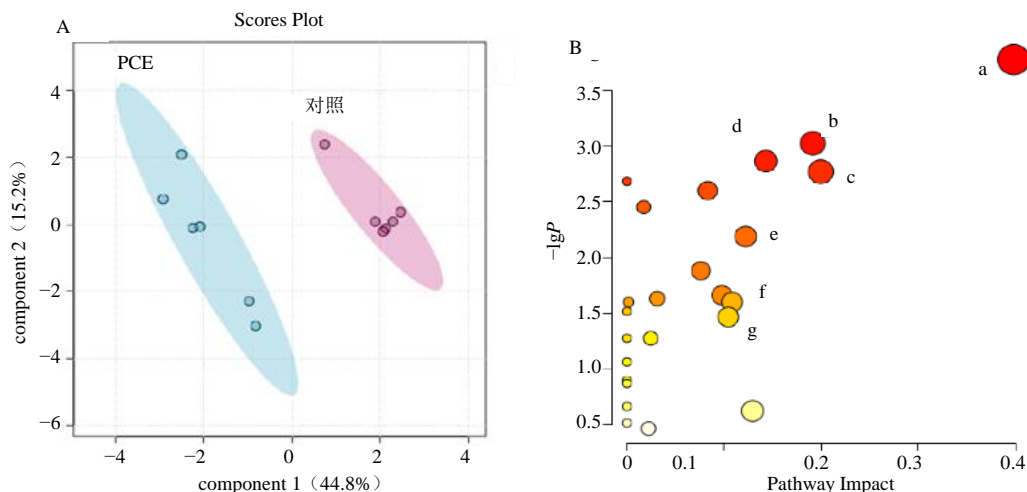 A
Scores Plot
PCE
对照
4
2
0
−2
−4
−6
−4
−2
0
2
4
component 2 (15.2%)
component 1（44.8%）
B
a
b
c
d
e
f
g
3.5
3.0
2.5
2.0
1.5
1.0
0.5
−lgP
0
0.1
0.2
0.3
0.4
Pathway Impact